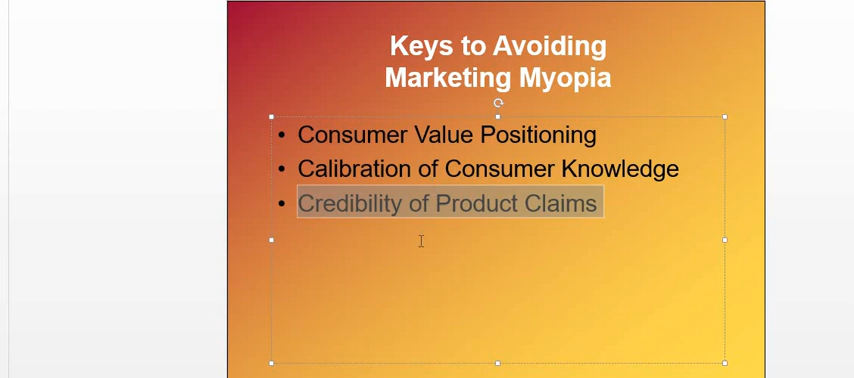 Keys to Avoiding
Marketing Myopia
• Consumer Value Positioning
• Calibration of Consumer Knowledge
• Credibility of Product Claims